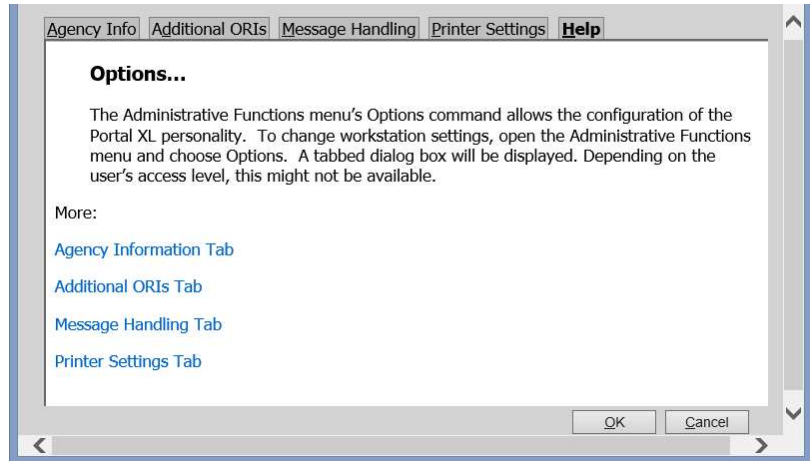 Agency Info Additional ORIs Message Handling Printer Settings Help
Options...
The Administrative Functions menu's Options command allows the configuration of the
Portal XL personality. To change workstation settings, open the Administrative Functions
menu and choose Options. A tabbed dialog box will be displayed. Depending on the
user's access level, this might not be available.
More:
Agency Information Tab
Additional ORIs Tab
Message Handling Tab
Printer Settings Tab
OK Cancel